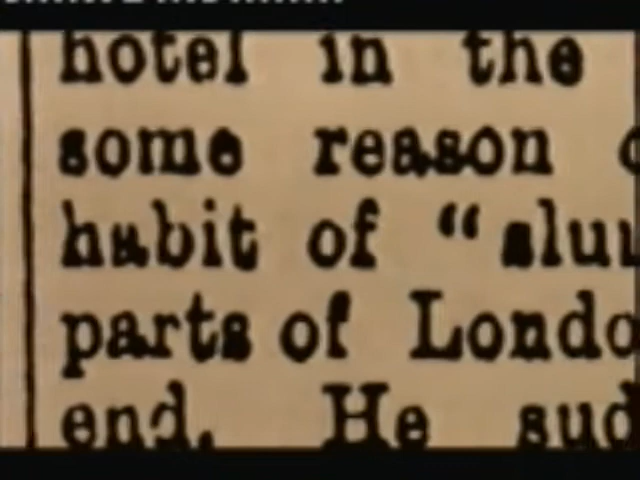 hotel in the
some reason
habit of "slu
parts of Londo
end. He sud